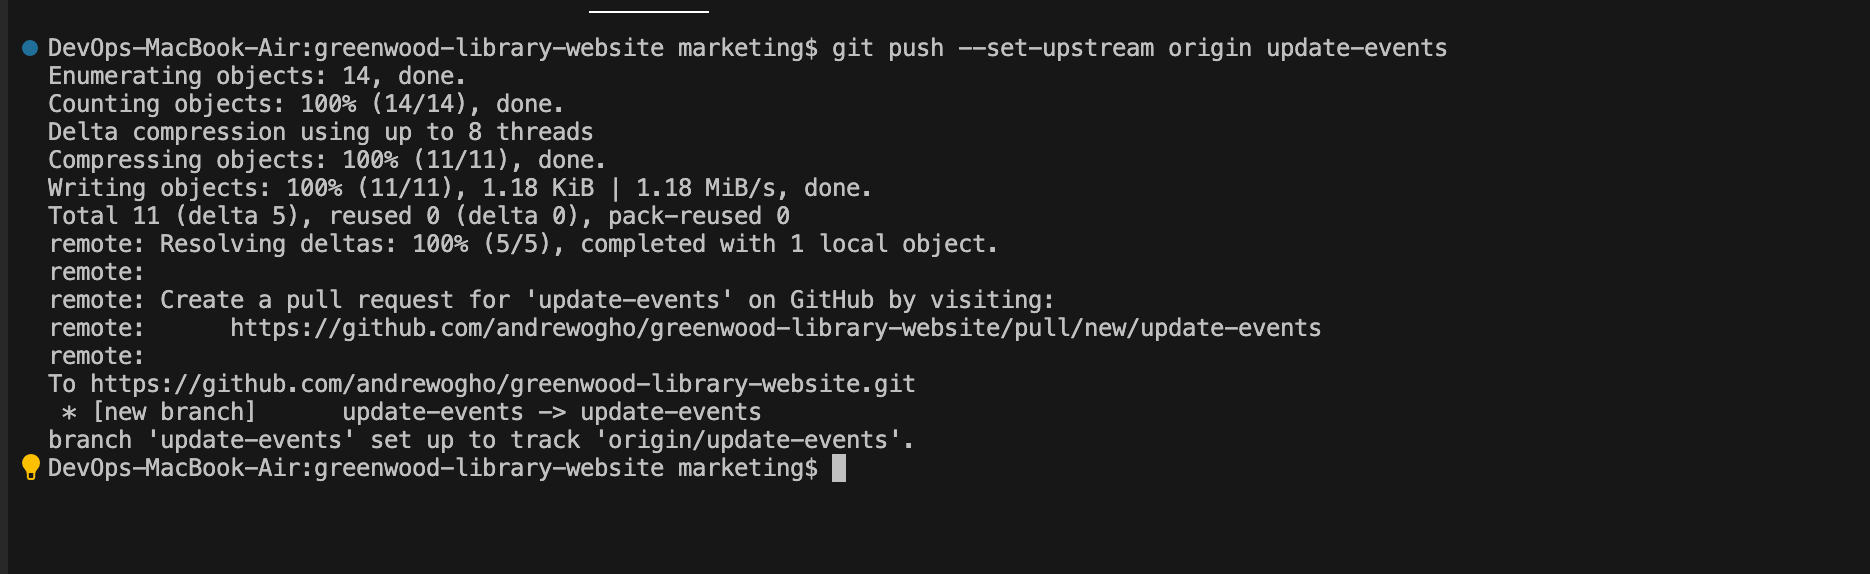 DevOps-MacBook-Air:greenwood-library-website marketing$ git push --set-upstream origin update-events
Enumerating objects: 14, done.
Counting objects: 100% (14/14), done.
Delta compression using up to 8 threads
Compressing objects: 100% (11/11), done.
Writing objects: 100% (11/11), 1.18 KiB | 1.18 MiB/s, done.
Total 11 (delta 5), reused 0 (delta 0), pack-reused 0
remote: Resolving deltas: 100% (5/5), completed with 1 local object.
remote:
remote: Create a pull request for 'update-events' on GitHub by visiting:
remote:      https://github.com/andrewogho/greenwood-library-website/pull/new/update-events
remote:
To https://github.com/andrewogho/greenwood-library-website.git
 * [new branch]      update-events -> update-events
branch 'update-events' set up to track 'origin/update-events'.
DevOps-MacBook-Air:greenwood-library-website marketing$